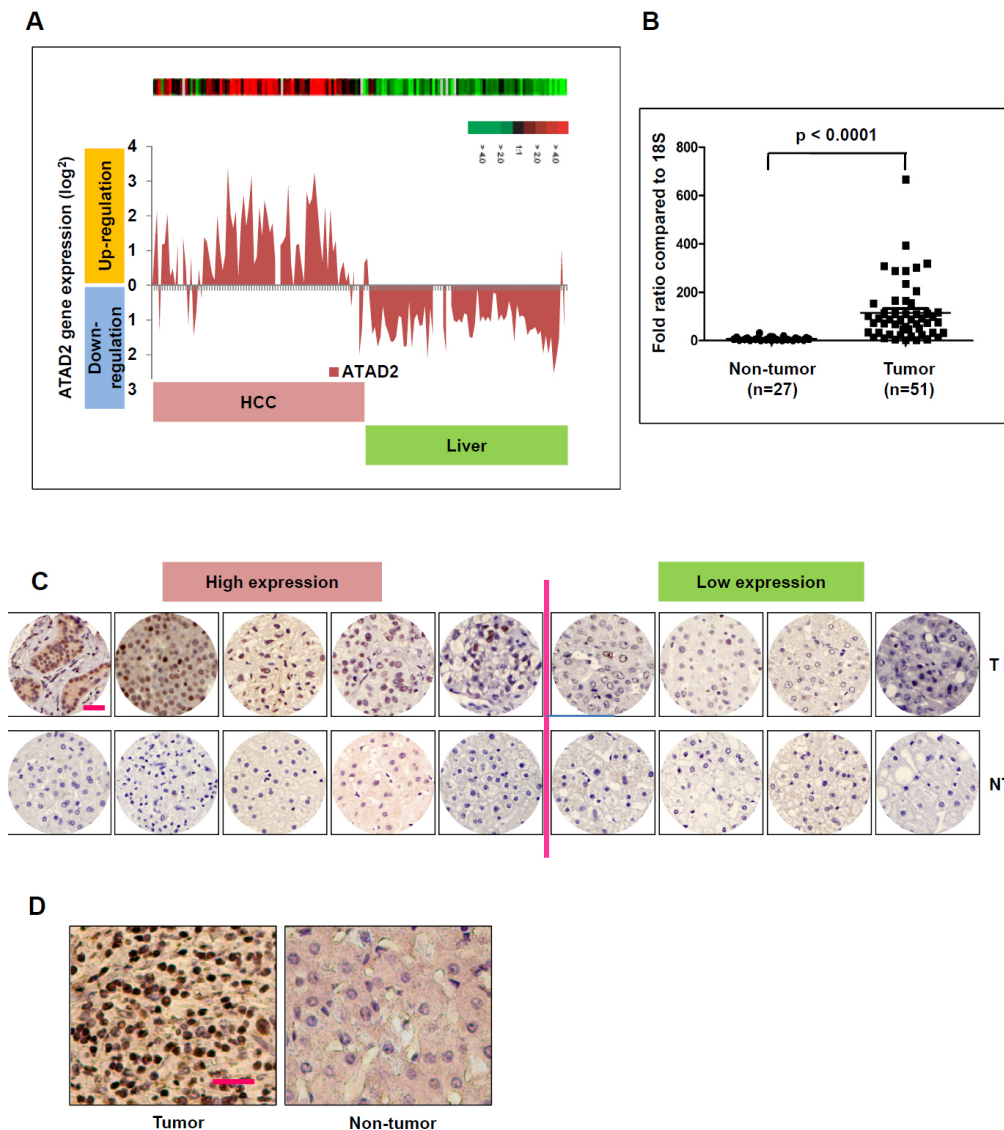 A
B
> 4.0
> 2.0
1:1
> 2.0
> 4.0
ATAD2 gene expression (log²)
Up-regulation
Down-
regulation
4
3
2
1
0
1
2
3
ATAD2
HCC
Liver
p < 0.0001
Fold ratio compared to 18S
800
600
400
200
0
Non-tumor
(n=27)
Tumor
(n=51)
C
High expression
Low expression
T
NT
D
Tumor
Non-tumor